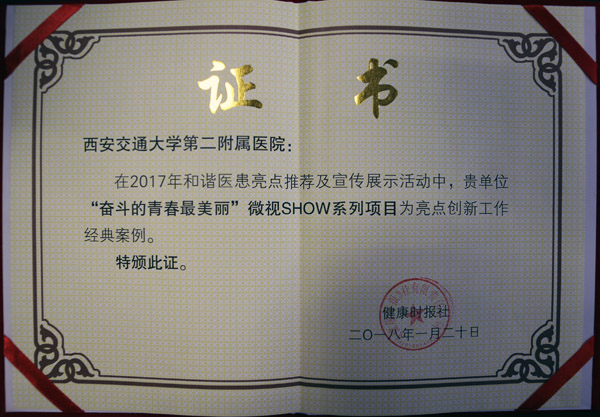 证 书
西安交通大学第二附属医院：
在2017年和谐医患亮点推荐及宣传展示活动中，贵单位
“奋斗的青春最美丽”微视SHOW系列项目为亮点创新工作
经典案例。
特颁此证。
健康时报社
二〇一八年一月二十日